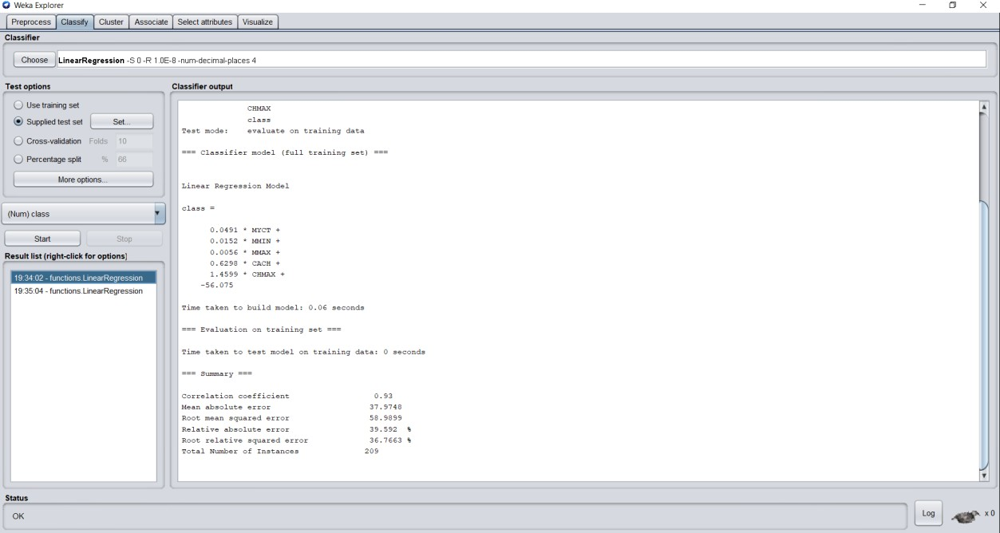 Weka Explorer
Preprocess Classify Cluster Associate Select attributes Visualize
Classifier
Choose LinearRegression -S 0 -R 1.0E-8 -num-decimal-places 4
Test options
Use training set
Supplied test set Set...
Cross-validation Folds 10
Percentage split % 66
More options...
(Num) class
Start Stop
Result list (right-click for options)
19:34:02 - functions.LinearRegression
19:35:04 - functions.LinearRegression
Classifier output
CHMAX
class
Test mode: evaluate on training data
=== Classifier model (full training set) ===
Linear Regression Model
class =
0.0491 * MYCT +
0.0152 * MMIN +
0.0056 * MMAX +
0.6298 * CACH +
1.4599 * CHMAX +
-56.075
Time taken to build model: 0.06 seconds
=== Evaluation on training set ===
Time taken to test model on training data: 0 seconds
=== Summary ===
Correlation coefficient 0.93
Mean absolute error 37.9748
Root mean squared error 58.9899
Relative absolute error 39.592 %
Root relative squared error 36.7663 %
Total Number of Instances 209
Status
OK
Log x 0